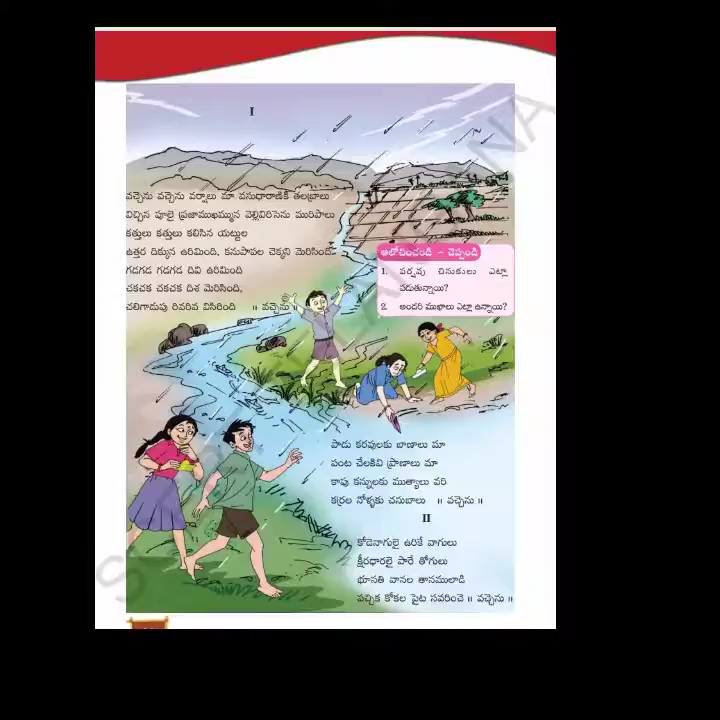 I
వచ్చెను వచ్చెను వర్షాలు మా వసుధారాణికీ తలబ్రాలు
విచ్చిన పూలై ప్రజాముఖమ్మున వెల్లివిరిసెను మురిపాలు
కత్తులు కత్తులు కలిసిన యట్టుల
ఉత్తర దిక్కున ఉరిమింది, కనుపాపల చెక్కని మెరిసింది
గడగడ గడగడ దివి ఉరిమింది
చకచక చకచక దిశ మెరిసింది,
చలిగాడుపు రివరివ విసిరింది ॥ వచ్చెను ॥
ఆలోచించండి - చెప్పండి
1. వర్షపు చినుకులు ఎట్లా
పడుతున్నాయి?
2. అందరి ముఖాలు ఎట్లా ఉన్నాయి?
పాడు కరవులకు బాణాలు మా
పంట చేలకివి ప్రాణాలు మా
కాపు కన్నులకు ముత్యాలు వరి
కర్రల నోళ్ళకు చనుబాలు ॥ వచ్చెను ॥
II
కోడెనాగులై ఉరికే వాగులు
క్షీరధారలై పారే తోగులు
భూసతి వానల తానములాడి
పచ్చిక కోకల పైట సవరించె ॥ వచ్చెను ॥